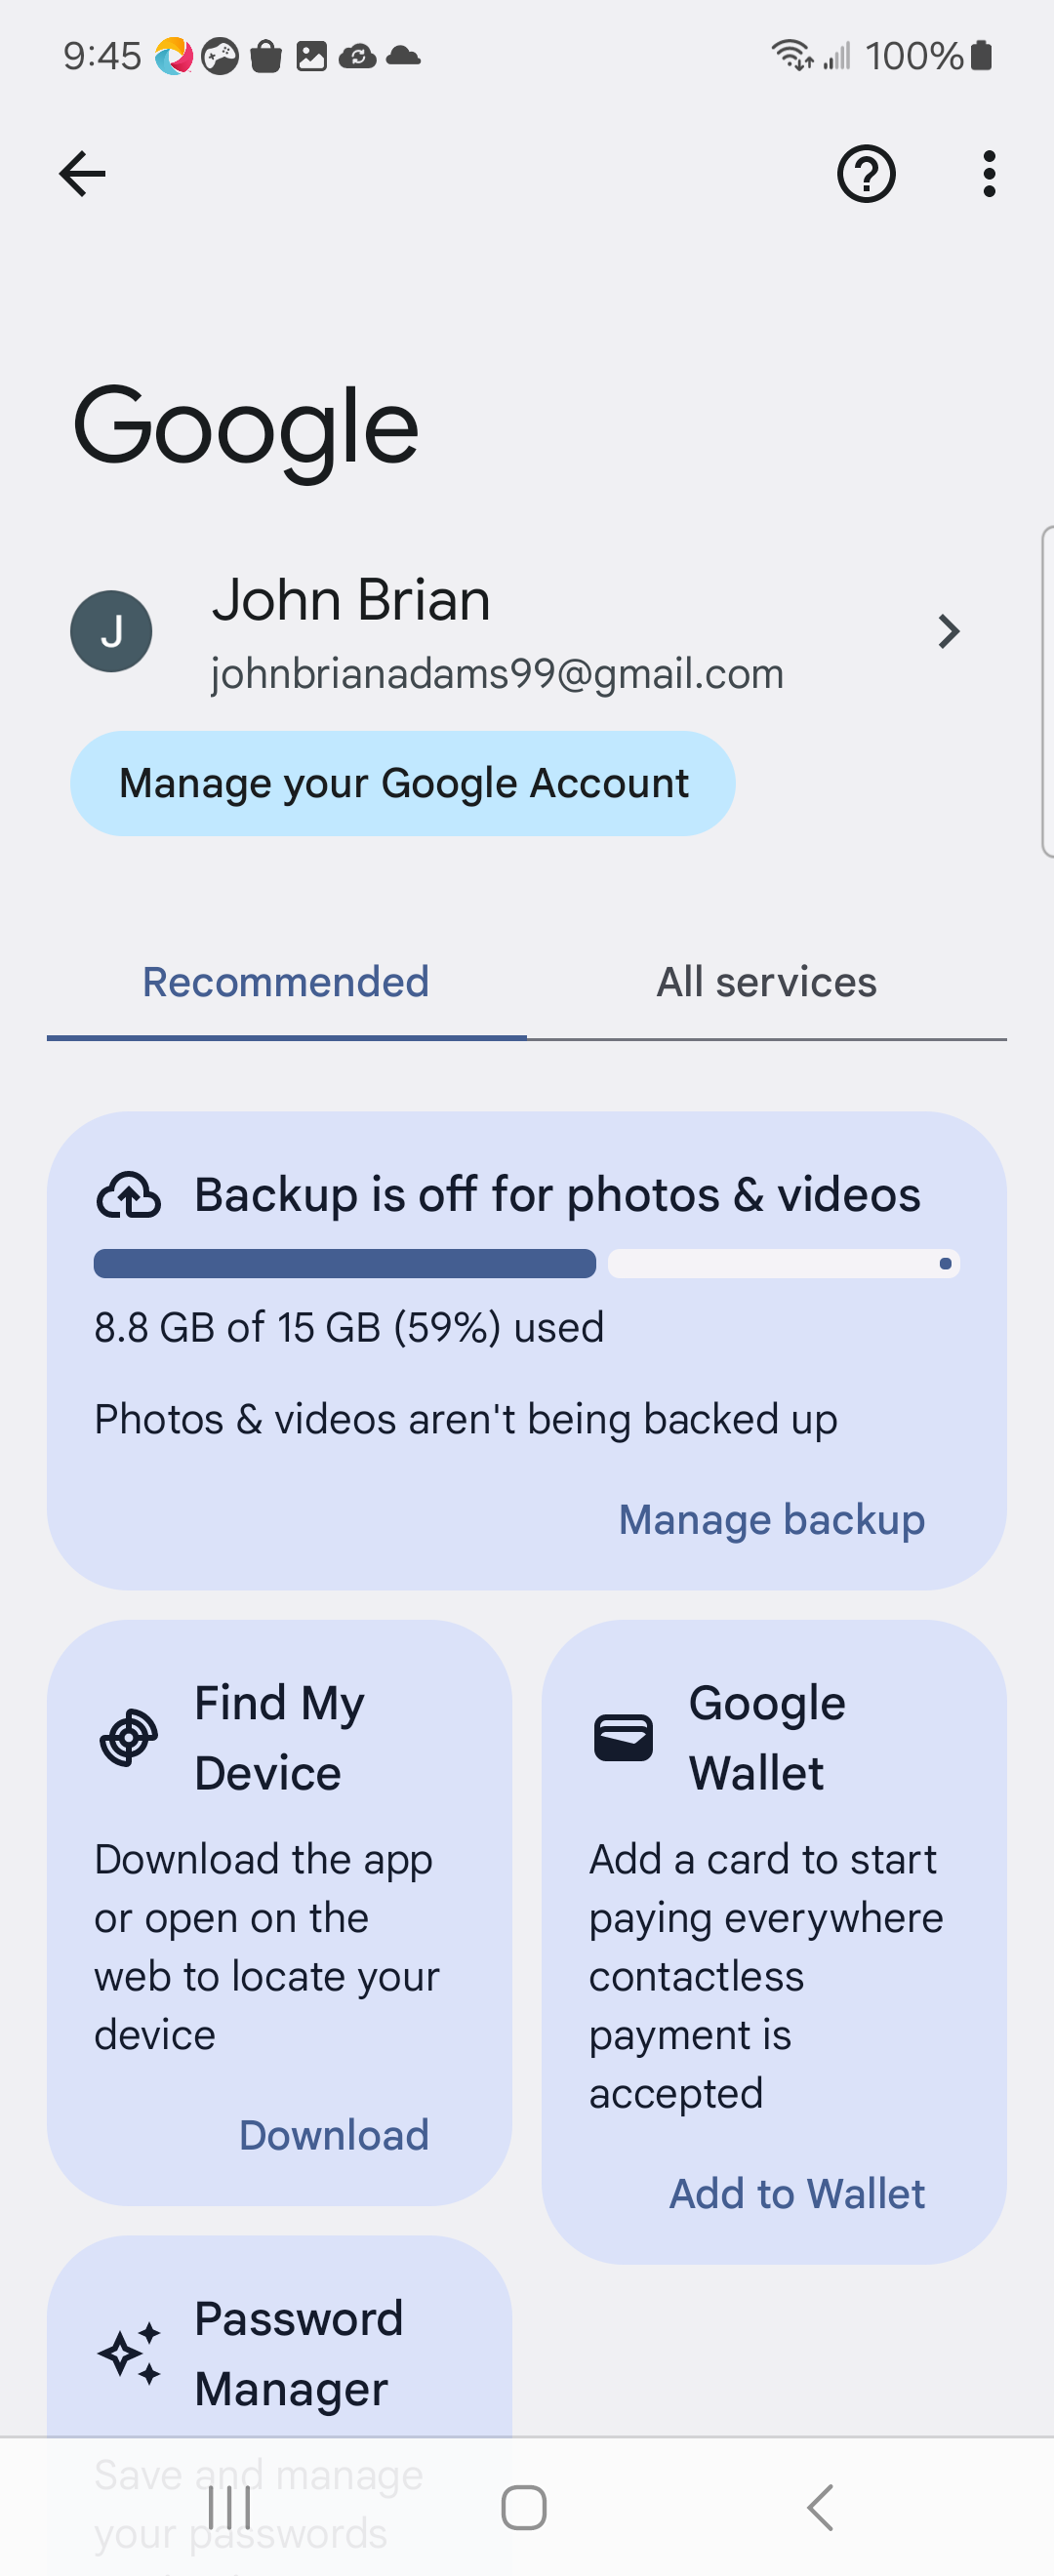 9:45 100%
Google
J
John Brian
johnbrianadams99@gmail.com
Manage your Google Account
Recommended
All services
Backup is off for photos & videos
8.8 GB of 15 GB (59%) used
Photos & videos aren't being backed up
Manage backup
Find My
Device
Download the app
or open on the
web to locate your
device
Download
Google
Wallet
Add a card to start
paying everywhere
contactless
payment is
accepted
Add to Wallet
Password
Manager
Save and manage
your passwords